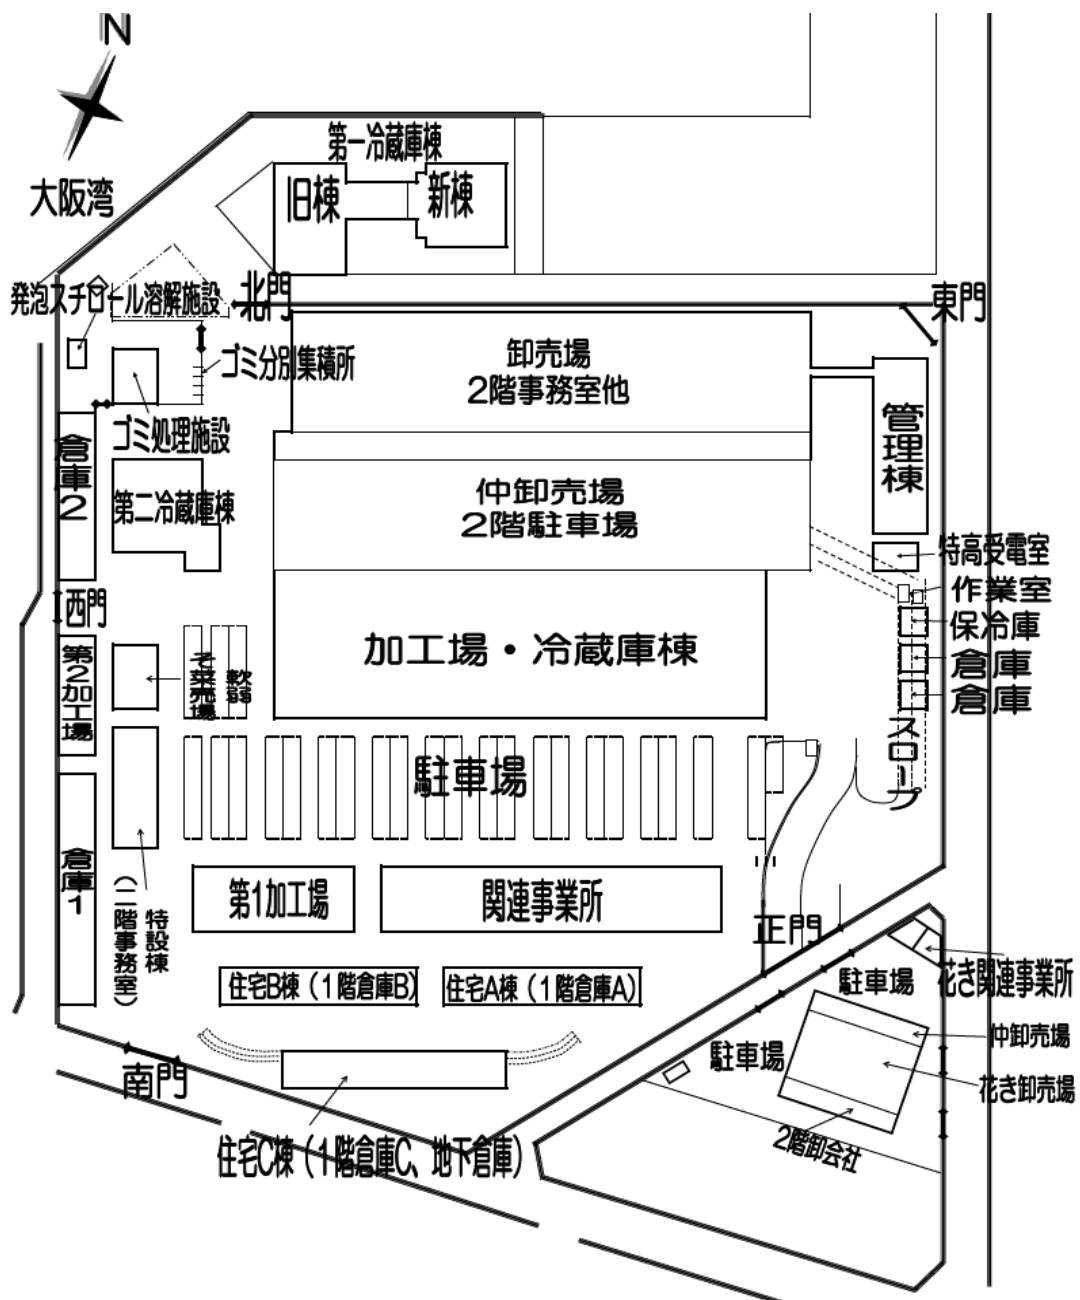 N
大阪湾
第一冷蔵庫棟
旧棟
新棟
発泡スチロール溶解施設
北門
東門
ゴミ分別集積所
卸売場
2階事務室他
管理棟
ゴミ処理施設
倉庫2
第二冷蔵庫棟
仲卸売場
2階駐車場
特高受電室
作業室
西門
保冷庫
加工場・冷蔵庫棟
倉庫
倉庫
第2加工場
軟弱
そ菜売場
スロープ
駐車場
倉庫1
第1加工場
関連事業所
特設棟
(二階事務室)
正門
住宅B棟(1階倉庫B)
住宅A棟(1階倉庫A)
駐車場
花き関連事業所
仲卸売場
駐車場
花き卸売場
南門
2階卸会社
住宅C棟(1階倉庫C、地下倉庫)